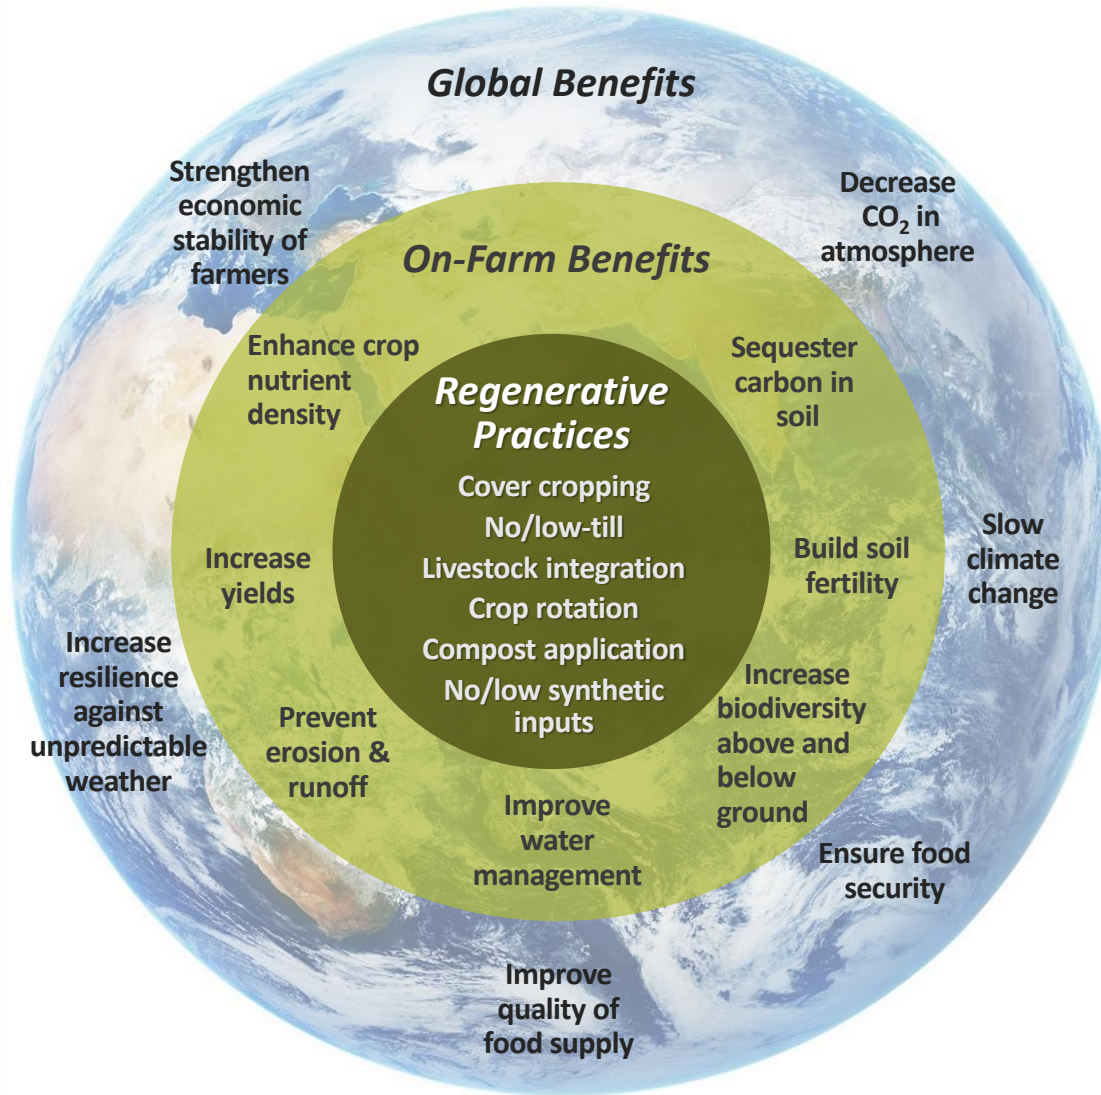 Global Benefits
Strengthen
economic
stability of
farmers
Decrease
CO₂ in
atmosphere
On-Farm Benefits
Enhance crop
nutrient
density
Sequester
carbon in
soil
Regenerative
Practices
Cover cropping
No/low-till
Livestock integration
Crop rotation
Compost application
No/low synthetic
inputs
Increase
yields
Build soil
fertility
Slow
climate
change
Increase
resilience
against
unpredictable
weather
Prevent
erosion &
runoff
Increase
biodiversity
above and
below
ground
Improve
water
management
Ensure food
security
Improve
quality of
food supply